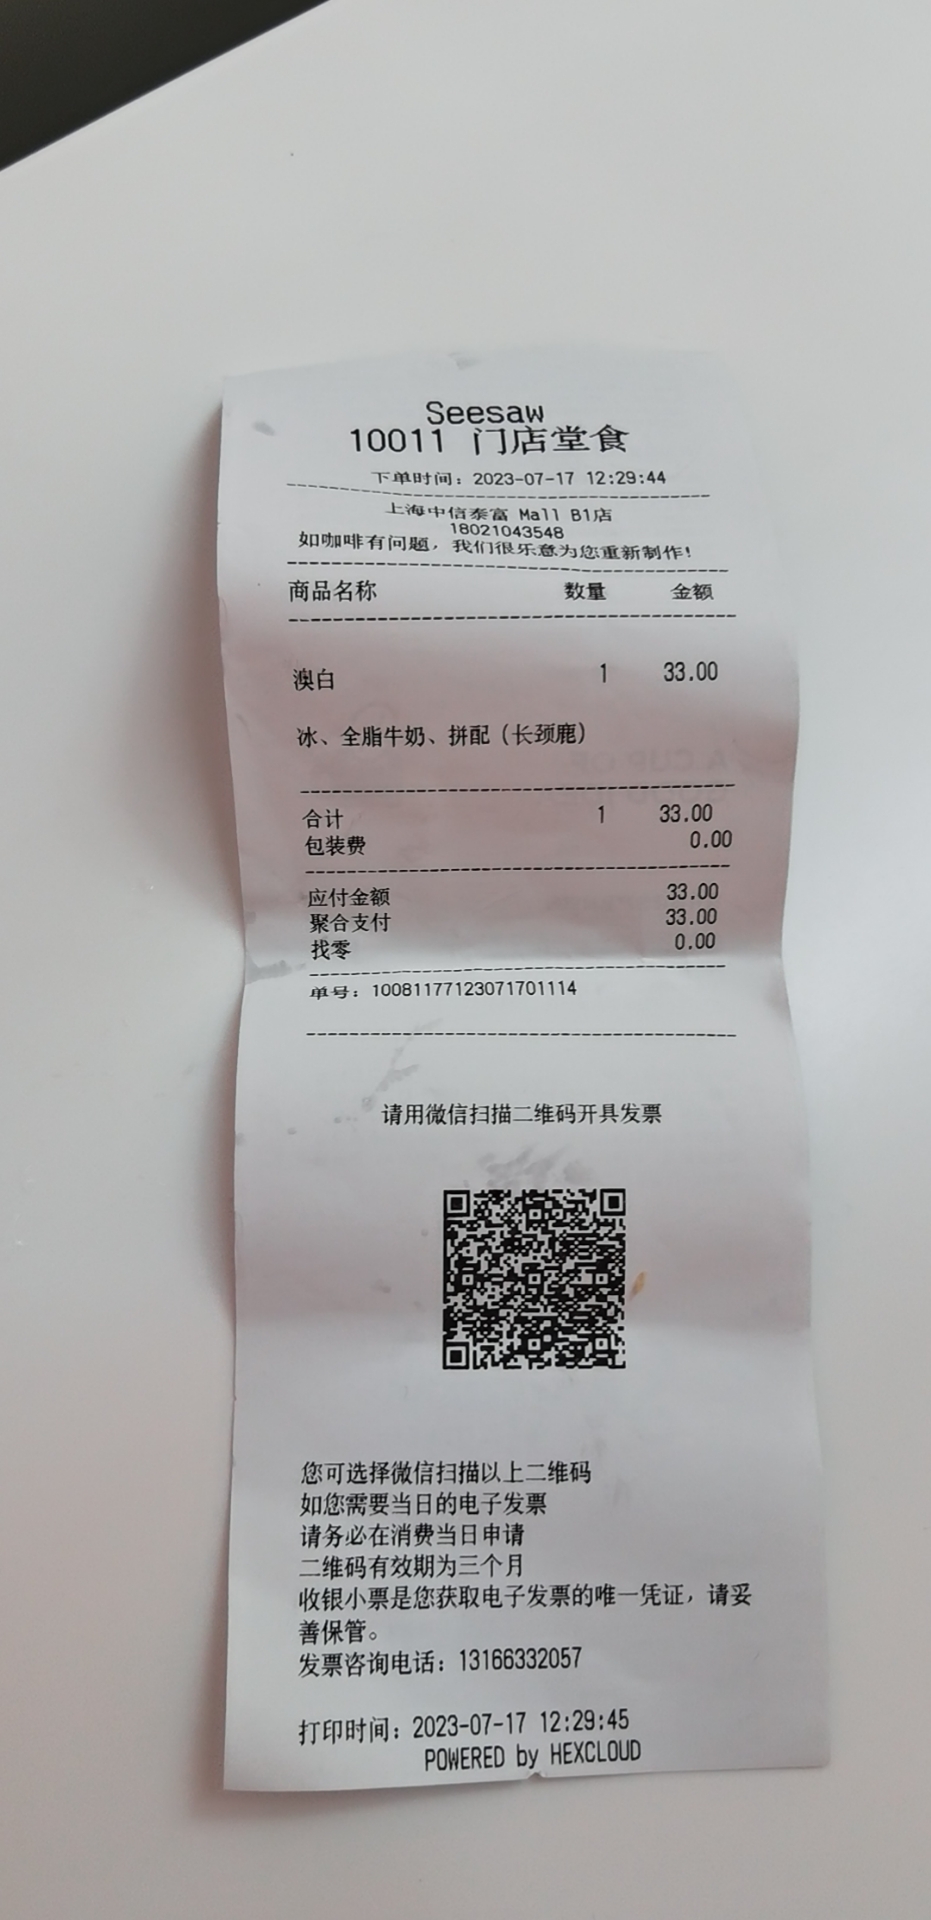 Seesaw
10011 门店堂食
下单时间：2023-07-17 12:29:44
上海中信泰富 Mall B1店
18021043548
如咖啡有问题，我们很乐意为您重新制作！
商品名称 数量 金额
澳白 1 33.00
冰、全脂牛奶、拼配（长颈鹿）
合计 1 33.00
包装费 0.00
应付金额 33.00
聚合支付 33.00
找零 0.00
单号：10081177123071701114
请用微信扫描二维码开具发票
您可选择微信扫描以上二维码
如您需要当日的电子发票
请务必在消费当日申请
二维码有效期为三个月
收银小票是您获取电子发票的唯一凭证，请妥
善保管。
发票咨询电话：13166332057
打印时间：2023-07-17 12:29:45
POWERED by HEXCLOUD